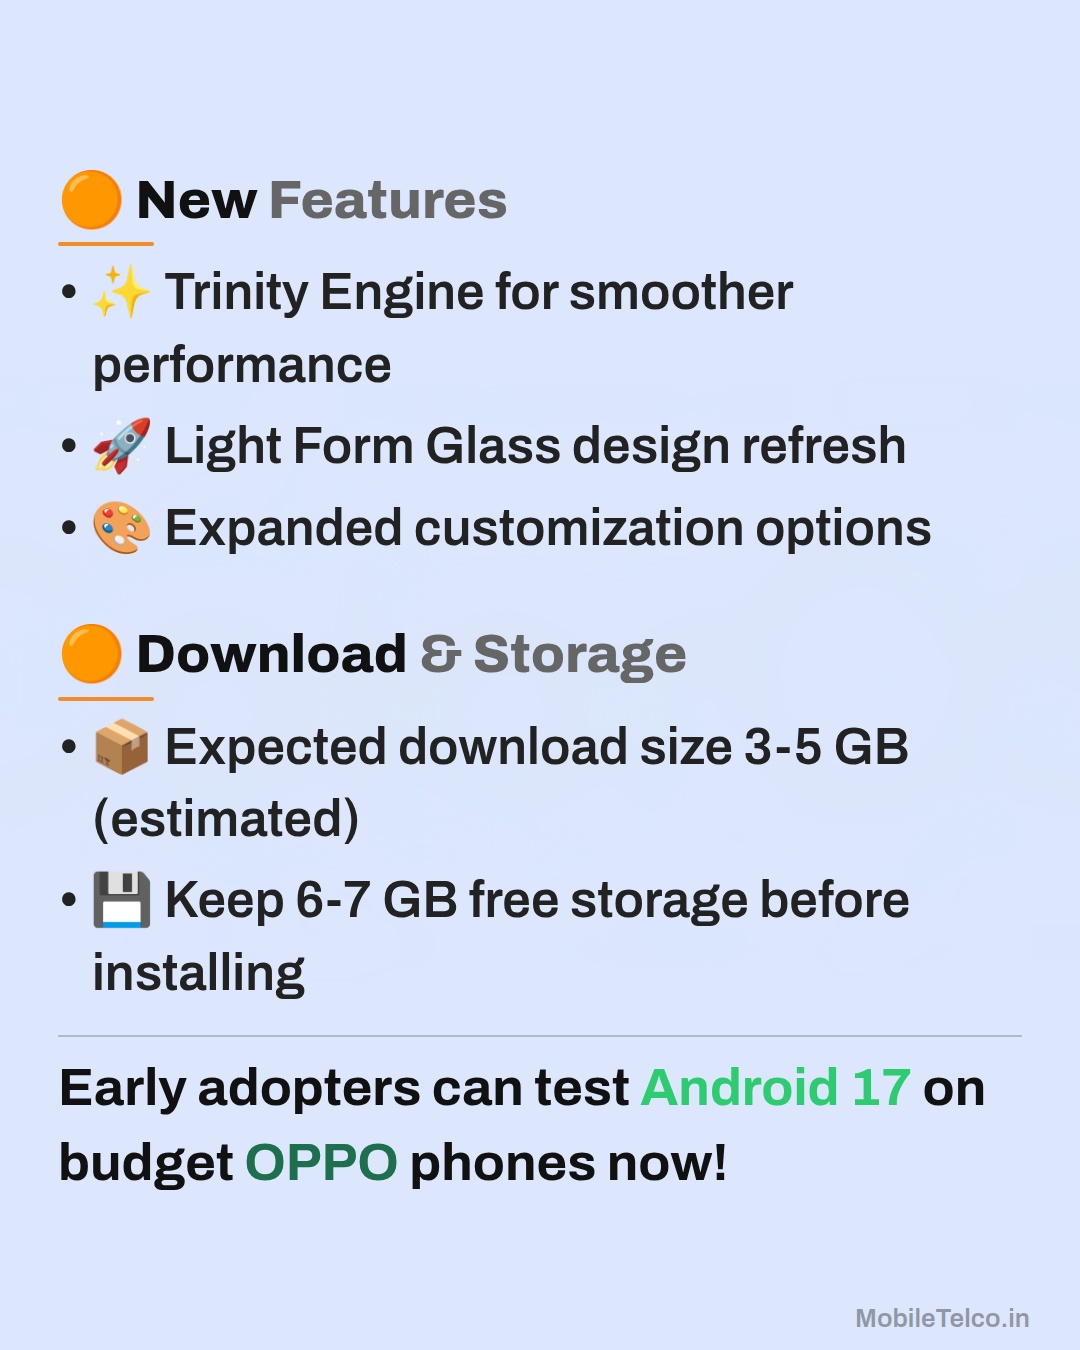 🟠 New Features
• ✨ Trinity Engine for smoother
performance
• 🚀 Light Form Glass design refresh
• 🎨 Expanded customization options
🟠 Download & Storage
• 📦 Expected download size 3-5 GB
(estimated)
• 💾 Keep 6-7 GB free storage before
installing
Early adopters can test Android 17 on
budget OPPO phones now!
MobileTelco.in